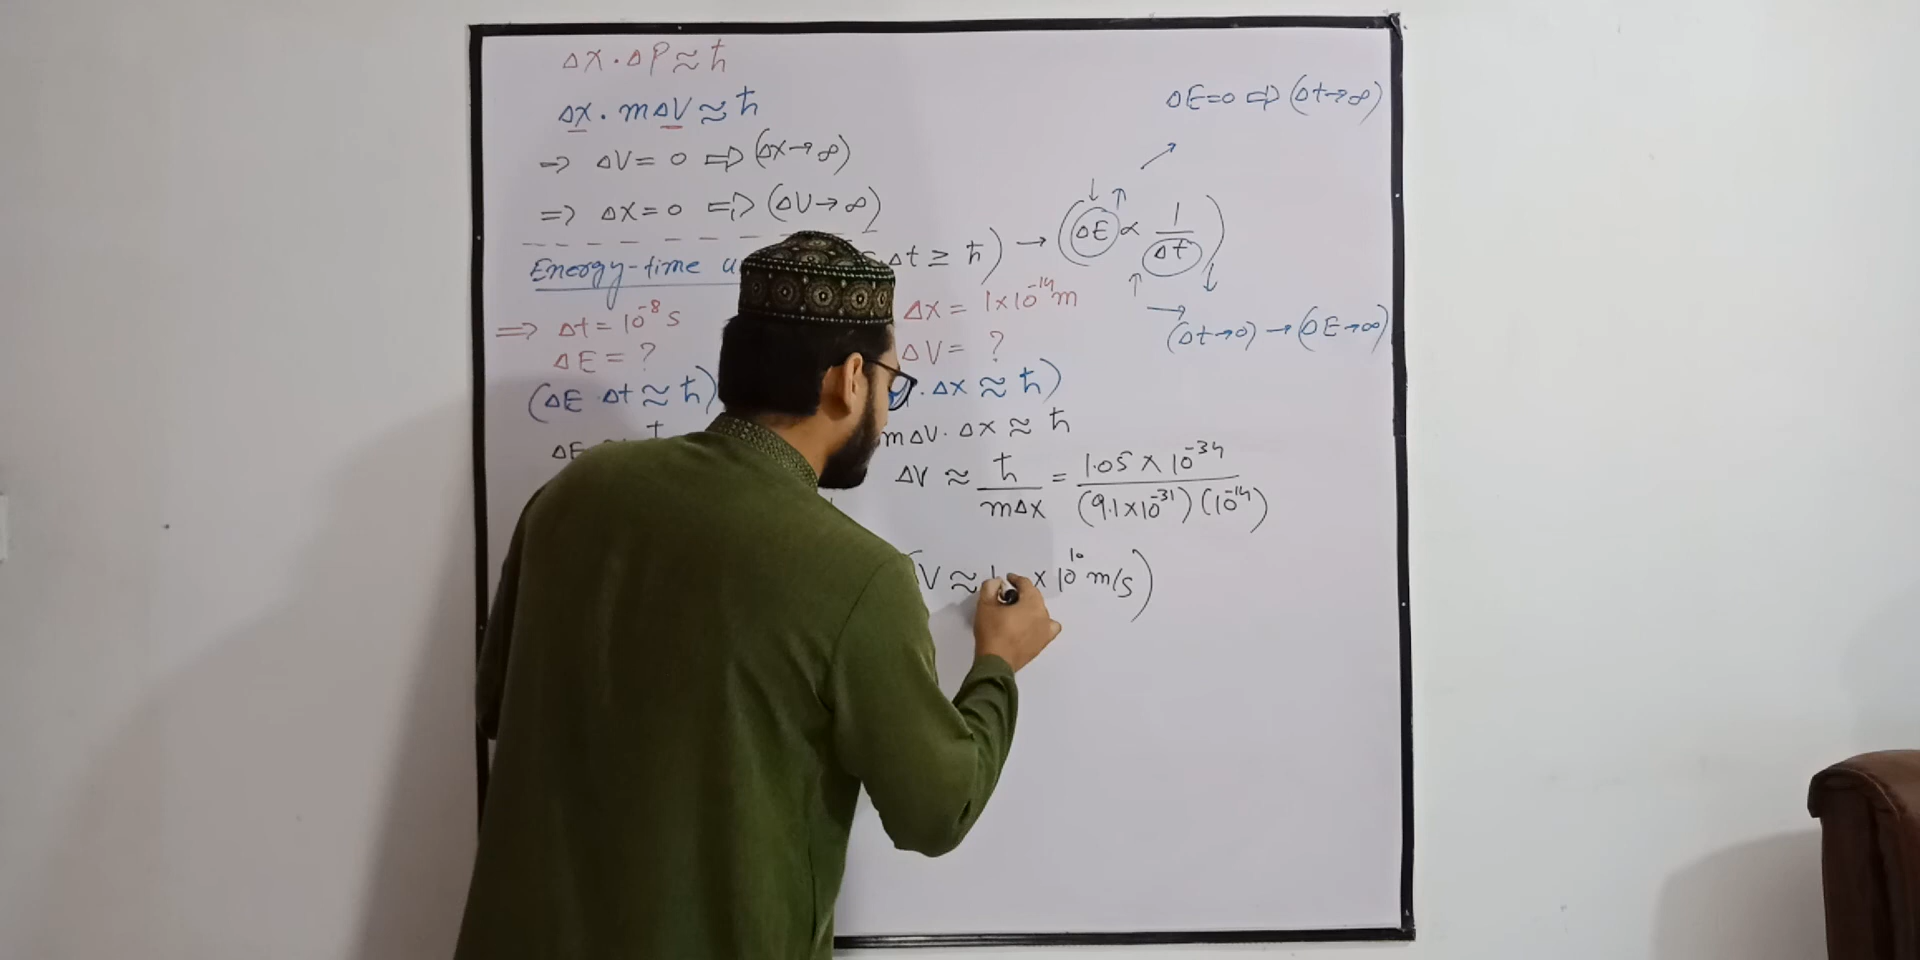 Δx · Δp ≈ ħ
Δx · mΔV ≈ ħ
⇒ ΔV = 0 ⇒ (Δx → ∞)
⇒ Δx = 0 ⇒ (ΔV → ∞)
Energy-time
Δt ≥ ħ) → (ΔE ∝ 1/Δt)
ΔE = 0 ⇒ (Δt → ∞)
(Δt → 0) → (ΔE → ∞)
⇒ Δt = 10⁻⁸ s
ΔE = ?
(ΔE · Δt ≈ ħ)
ΔE
Δx = 1 × 10⁻¹⁴ m
ΔV = ?
· Δx ≈ ħ)
mΔV · Δx ≈ ħ
ΔV ≈ ħ/mΔx = 1.05 × 10⁻³⁴/(9.1 × 10⁻³¹)(10⁻¹⁴)
V ≈ 1 × 10¹⁰ m/s)